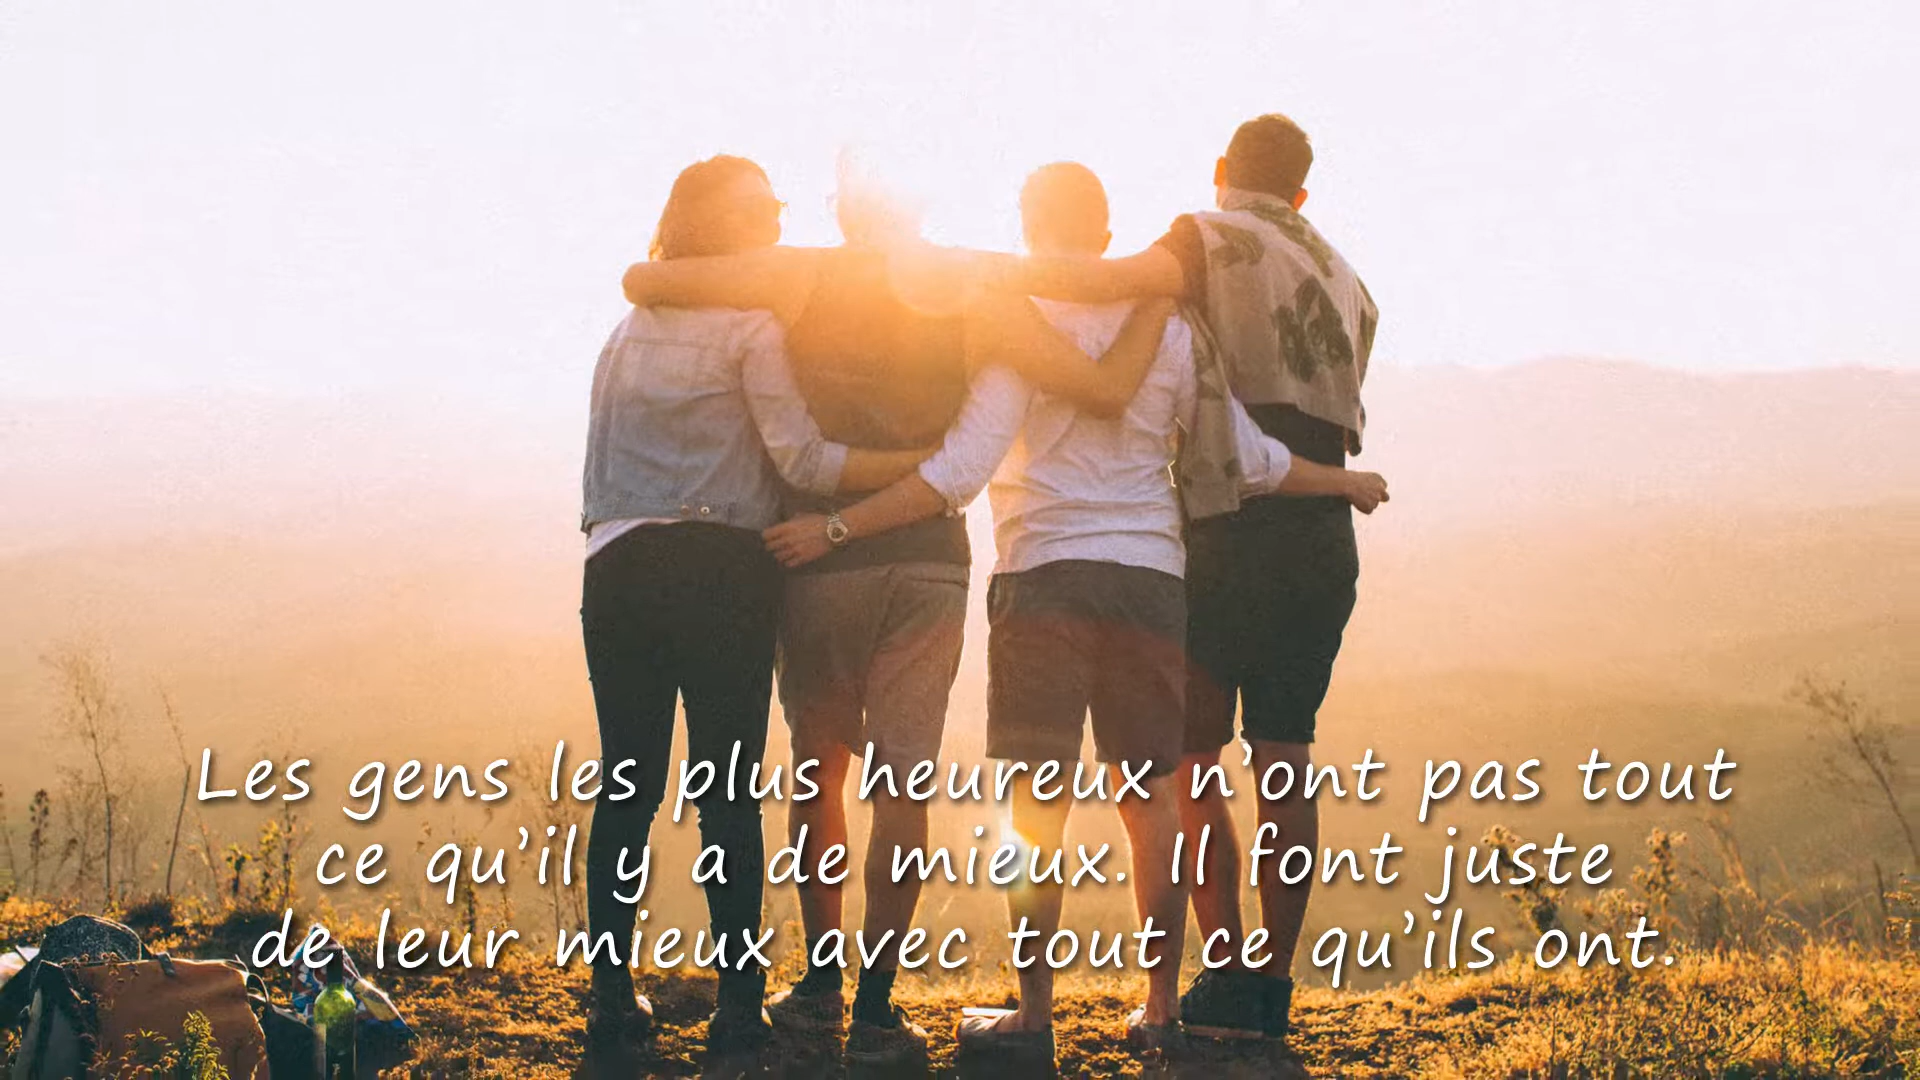 Les gens les plus heureux n’ont pas tout
ce qu’il y a de mieux. Il font juste
de leur mieux avec tout ce qu’ils ont.